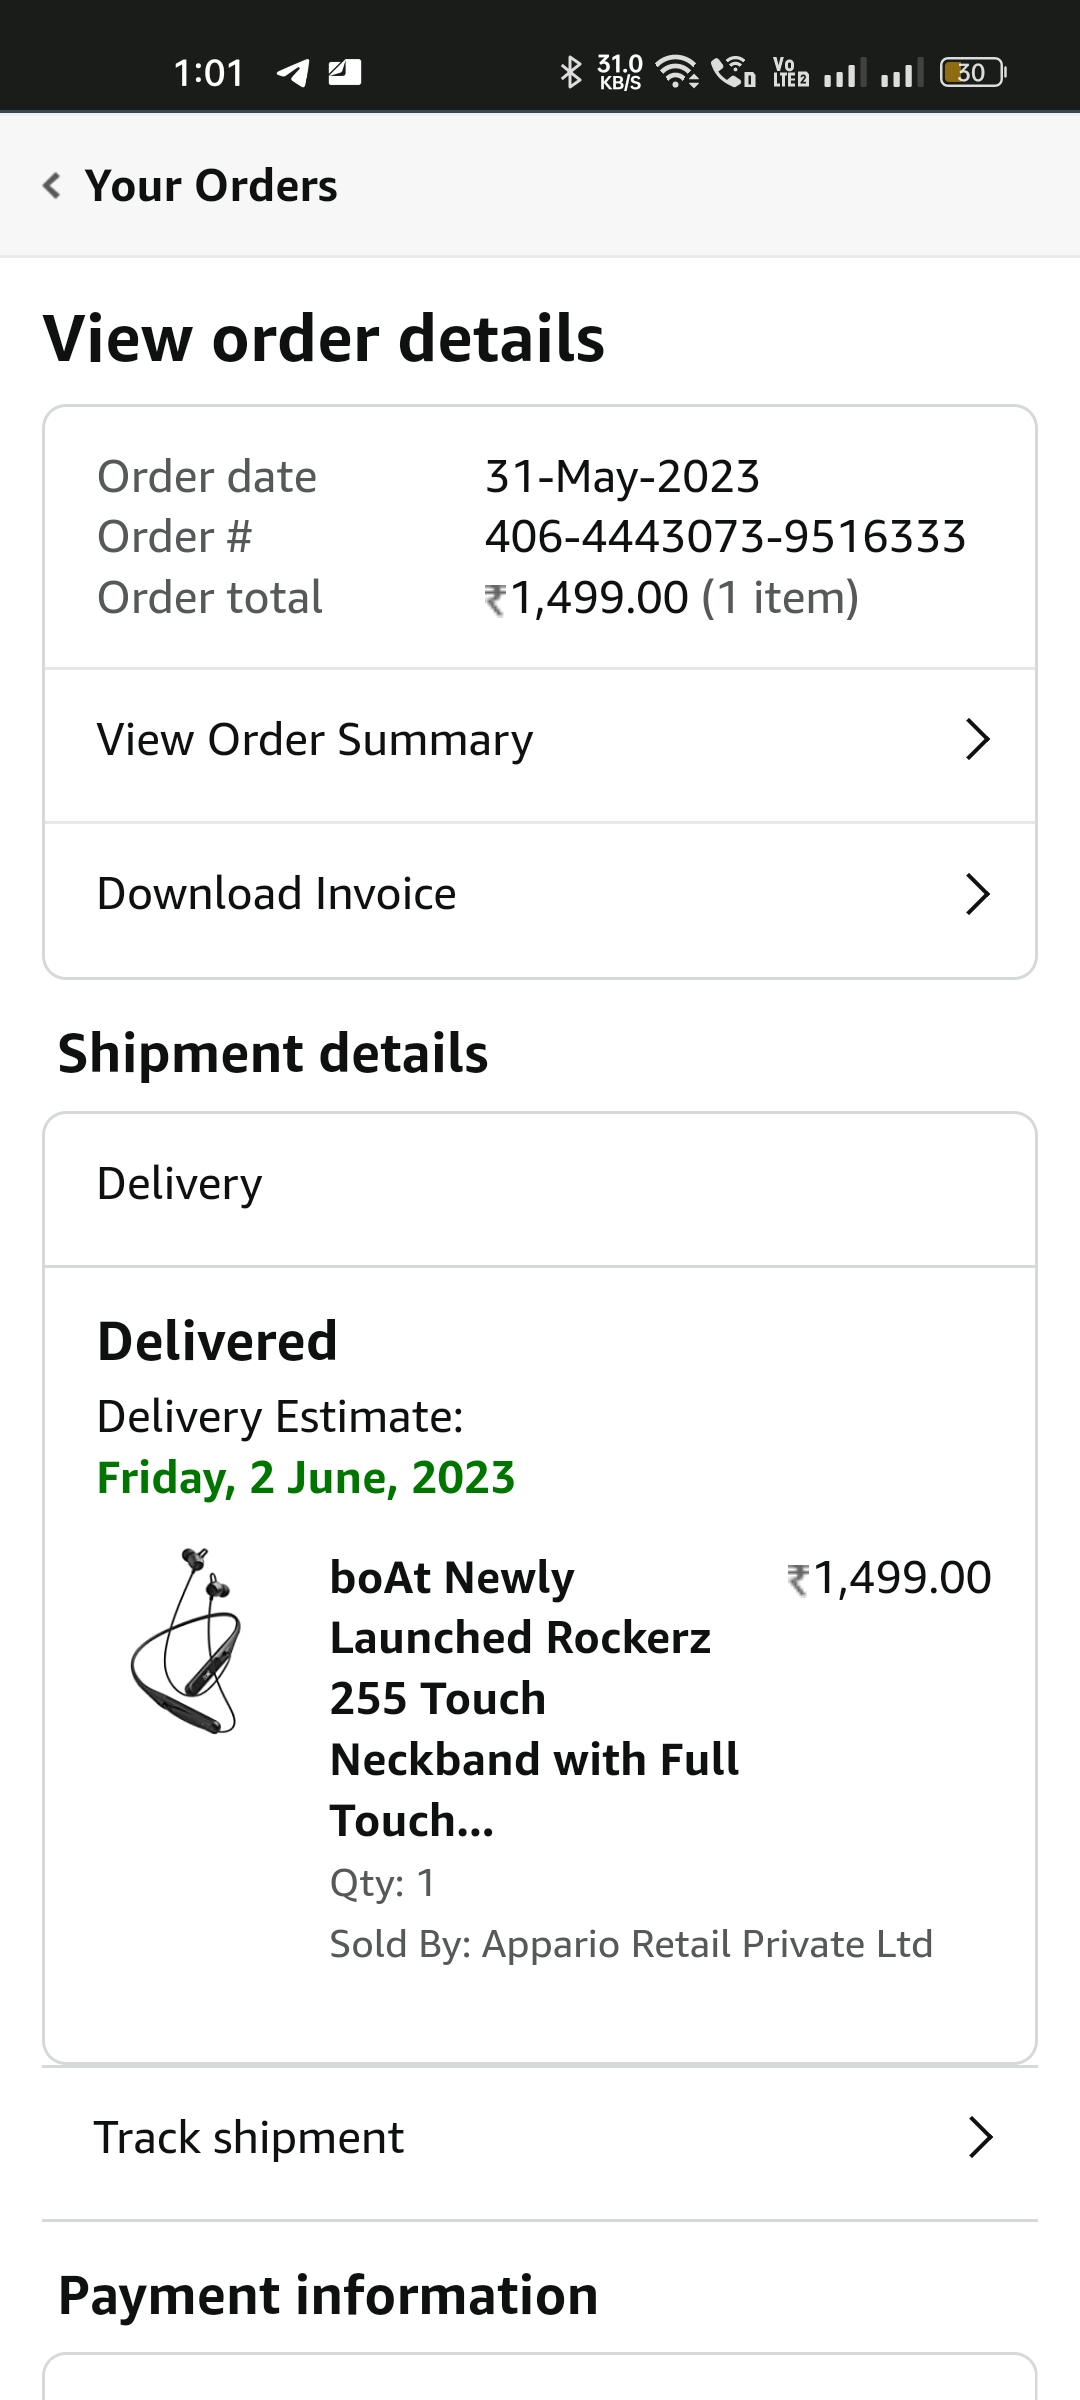 1:01
31.0
KB/S
Vo
LTE 2
30
Your Orders
View order details
Order date 31-May-2023
Order # 406-4443073-9516333
Order total ₹1,499.00 (1 item)
View Order Summary
Download Invoice
Shipment details
Delivery
Delivered
Delivery Estimate:
Friday, 2 June, 2023
boAt Newly ₹1,499.00
Launched Rockerz
255 Touch
Neckband with Full
Touch...
Qty: 1
Sold By: Appario Retail Private Ltd
Track shipment
Payment information